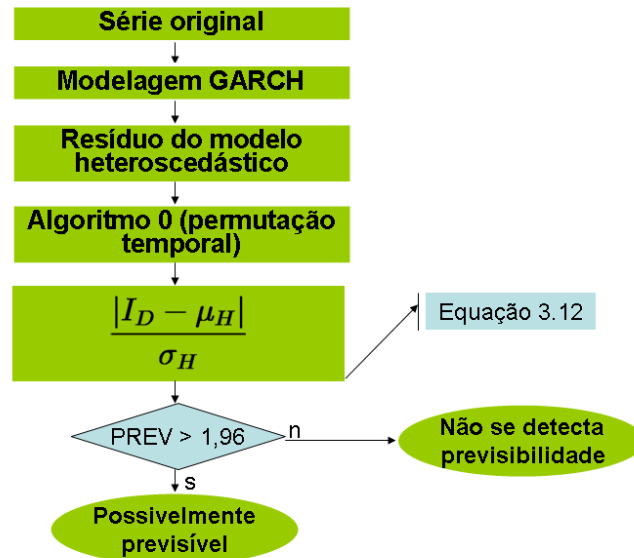 Série original
Modelagem GARCH
Resíduo do modelo
heteroscedástico
Algoritmo 0 (permutação
temporal)
|I_D − μ_H|
σ_H
Equação 3.12
PREV > 1,96
n
Não se detecta
previsibilidade
s
Possivelmente
previsível